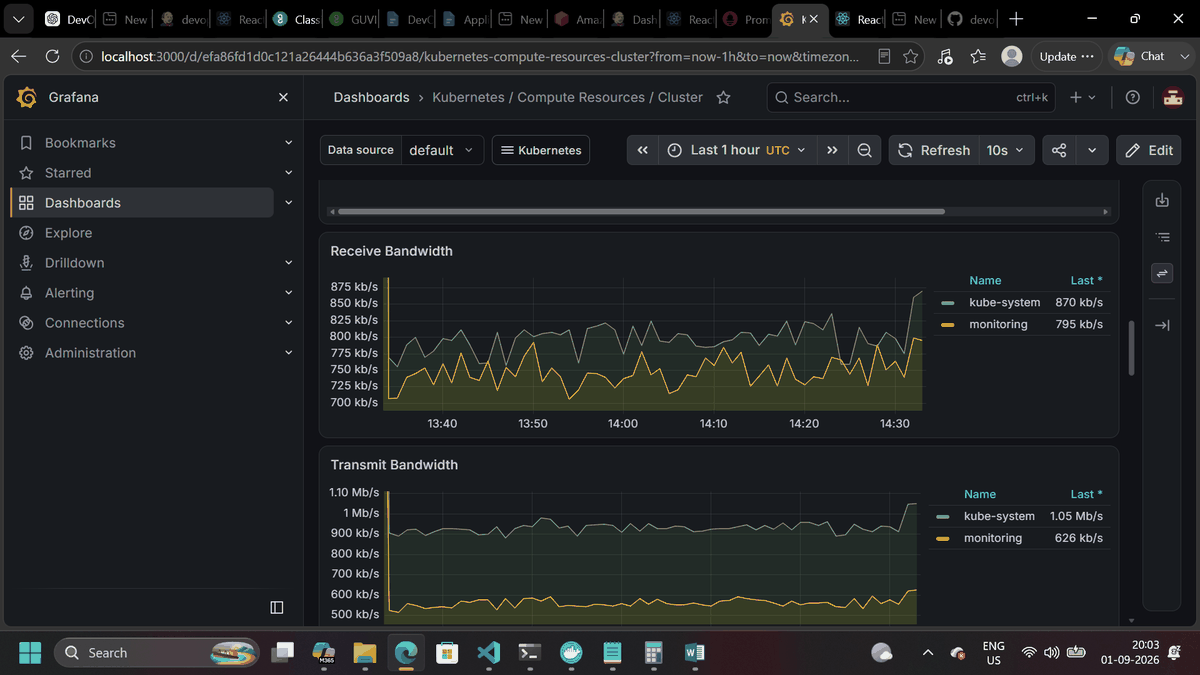 DevO
New
devo
React
Class
GUVI
DevO
Appl
New
Ama
Dash
React
Prom
K
React
New
devo
localhost:3000/d/efa86fd1d0c121a26444b636a3f509a8/kubernetes-compute-resources-cluster?from=now-1h&to=now&timezon...
Update
Chat
Grafana
Dashboards › Kubernetes / Compute Resources / Cluster
Search...
ctrl+k
Bookmarks
Starred
Dashboards
Explore
Drilldown
Alerting
Connections
Administration
Data source
default
Kubernetes
Last 1 hour UTC
Refresh
10s
Edit
Receive Bandwidth
875 kb/s
850 kb/s
825 kb/s
800 kb/s
775 kb/s
750 kb/s
725 kb/s
700 kb/s
13:40 13:50 14:00 14:10 14:20 14:30
Name Last *
kube-system 870 kb/s
monitoring 795 kb/s
Transmit Bandwidth
1.10 Mb/s
1 Mb/s
900 kb/s
800 kb/s
700 kb/s
600 kb/s
500 kb/s
Name Last *
kube-system 1.05 Mb/s
monitoring 626 kb/s
Search
M365
ENG
US
20:03
01-09-2026